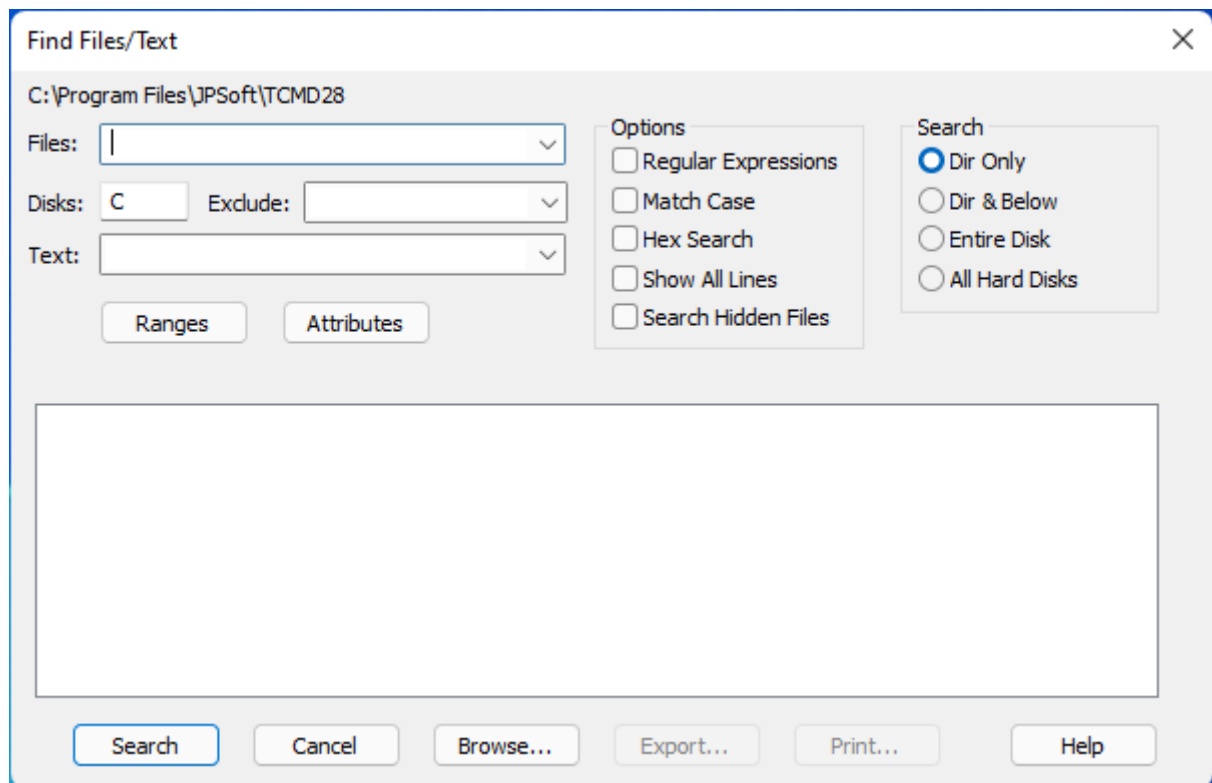 Find Files/Text
C:\Program Files\JPSoft\TCMD28
Files:
Disks: C Exclude:
Text:
Ranges Attributes
Options
Regular Expressions
Match Case
Hex Search
Show All Lines
Search Hidden Files
Search
Dir Only
Dir & Below
Entire Disk
All Hard Disks
Search Cancel Browse... Export... Print... Help